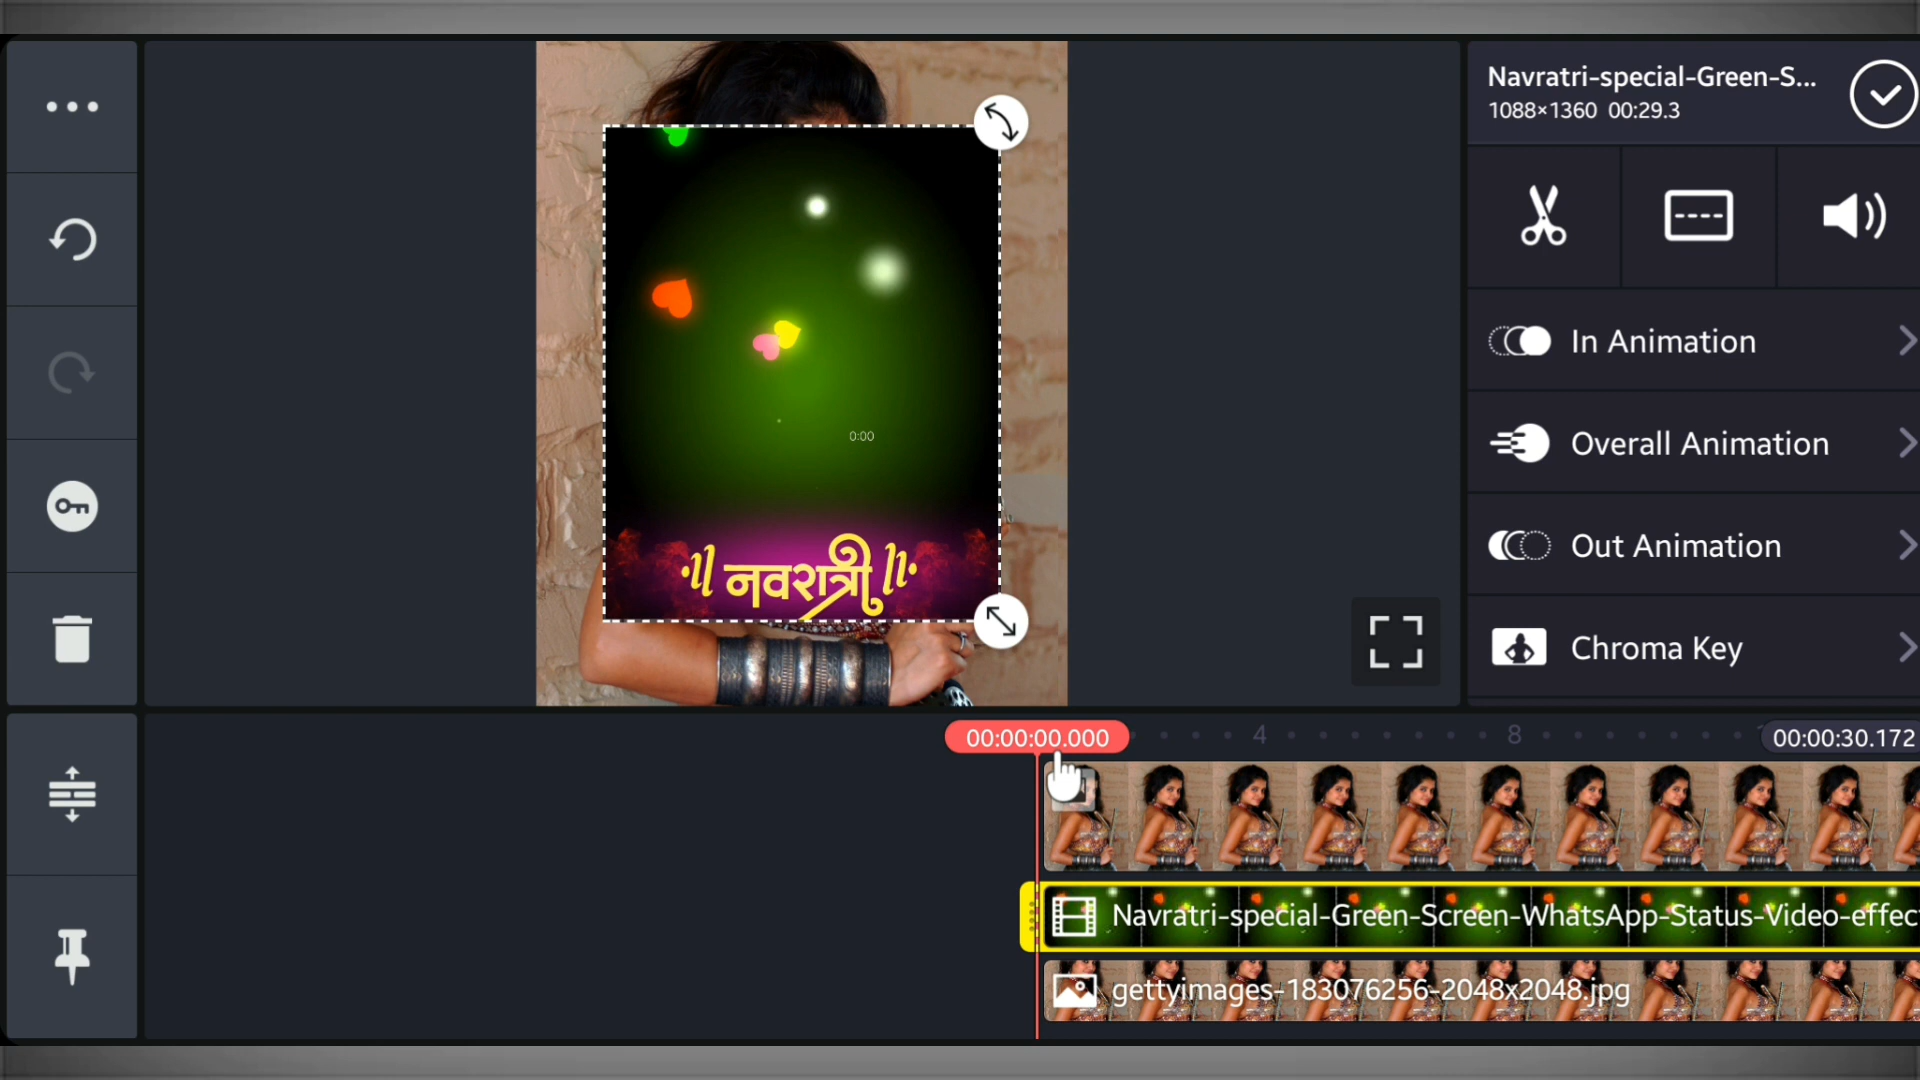 Navratri-special-Green-S...
1088×1360 00:29.3
In Animation
Overall Animation
Out Animation
Chroma Key
0:00
·॥ नवरात्री ॥·
00:00:00.000
4
8
00:00:30.172
Navratri-special-Green-Screen-WhatsApp-Status-Video-effec
gettyimages-183076256-2048x2048.jpg